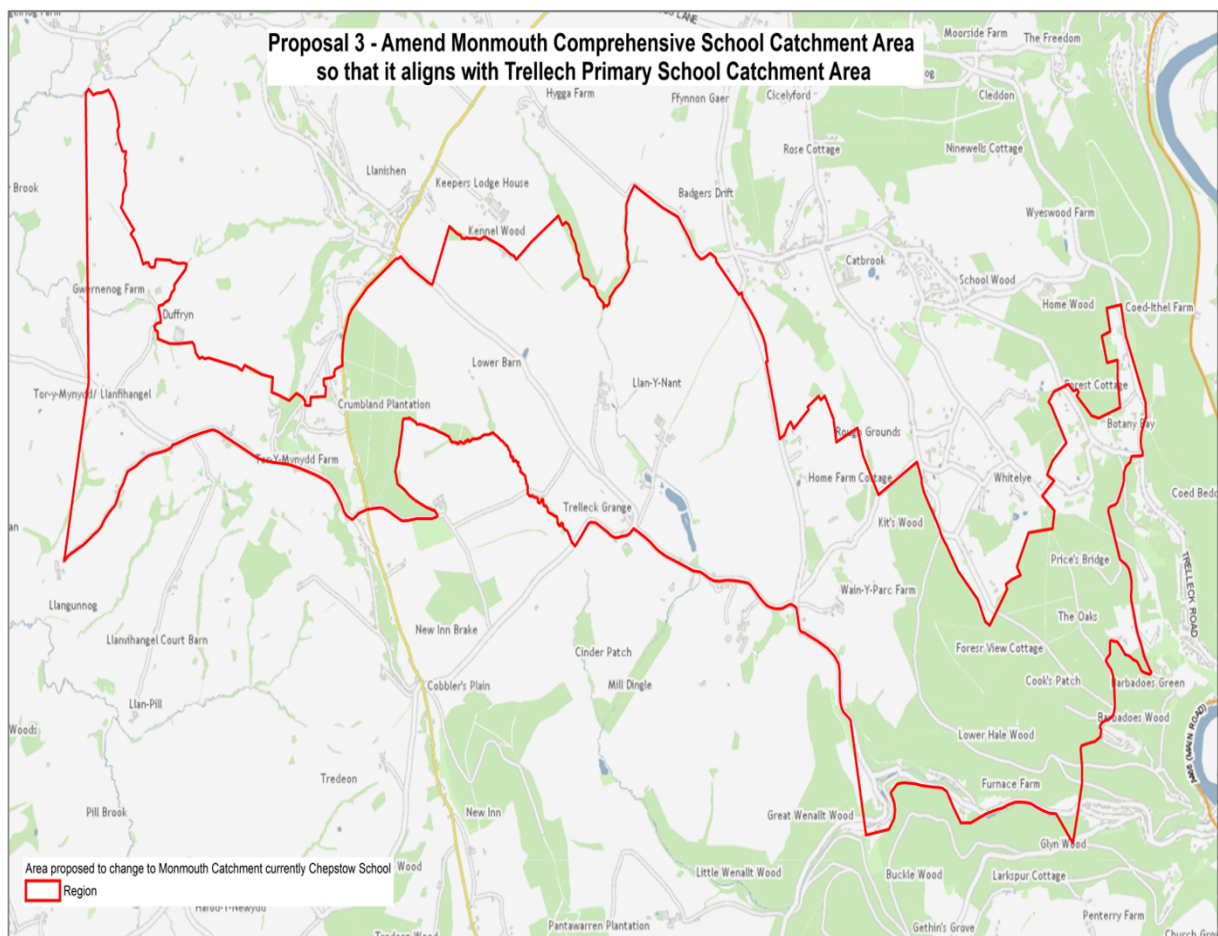 Proposal 3 - Amend Monmouth Comprehensive School Catchment Area
so that it aligns with Trellech Primary School Catchment Area
LANE
Moorside Farm
The Freedom
Hygga Farm
Ffynnon Gaer
Cicelyford
Cleddon
Rose Cottage
Ninewells Cottage
Brook
Llanishen
Keepers Lodge House
Badgers Drift
Wyeswood Farm
Kennel Wood
Catbrook
School Wood
Gwernenog Farm
Duffryn
Home Wood
Coed-Ithel Farm
Lower Barn
Llan-Y-Nant
Tor-y-Mynydd/ Llanfihangel
Crumbland Plantation
Forest Cottage
Botany Bay
Rough Grounds
Tor-Y-Mynydd Farm
Home Farm Cottage
Whitelye
Coed Bedd
Trelleck Grange
Kit's Wood
Price's Bridge
TRELLECK ROAD
Wain-Y-Parc Farm
Llangunnog
The Oaks
Llanvihangel Court Barn
New Inn Brake
Cinder Patch
Foresr View Cottage
Cook's Patch
Barbadoes Green
Cobbler's Plain
Mill Dingle
Llan-Pill
Barbadoes Wood
Woods
Lower Hale Wood
A466 (MAIN ROAD)
Tredeon
Furnace Farm
Pill Brook
New Inn
Great Wenallt Wood
Glyn Wood
Area proposed to change to Monmouth Catchment currently Chepstow School
Region
Wood
Little Wenallt Wood
Buckle Wood
Larkspur Cottage
Pantawarren Plantation
Gethin's Grove
Penterry Farm